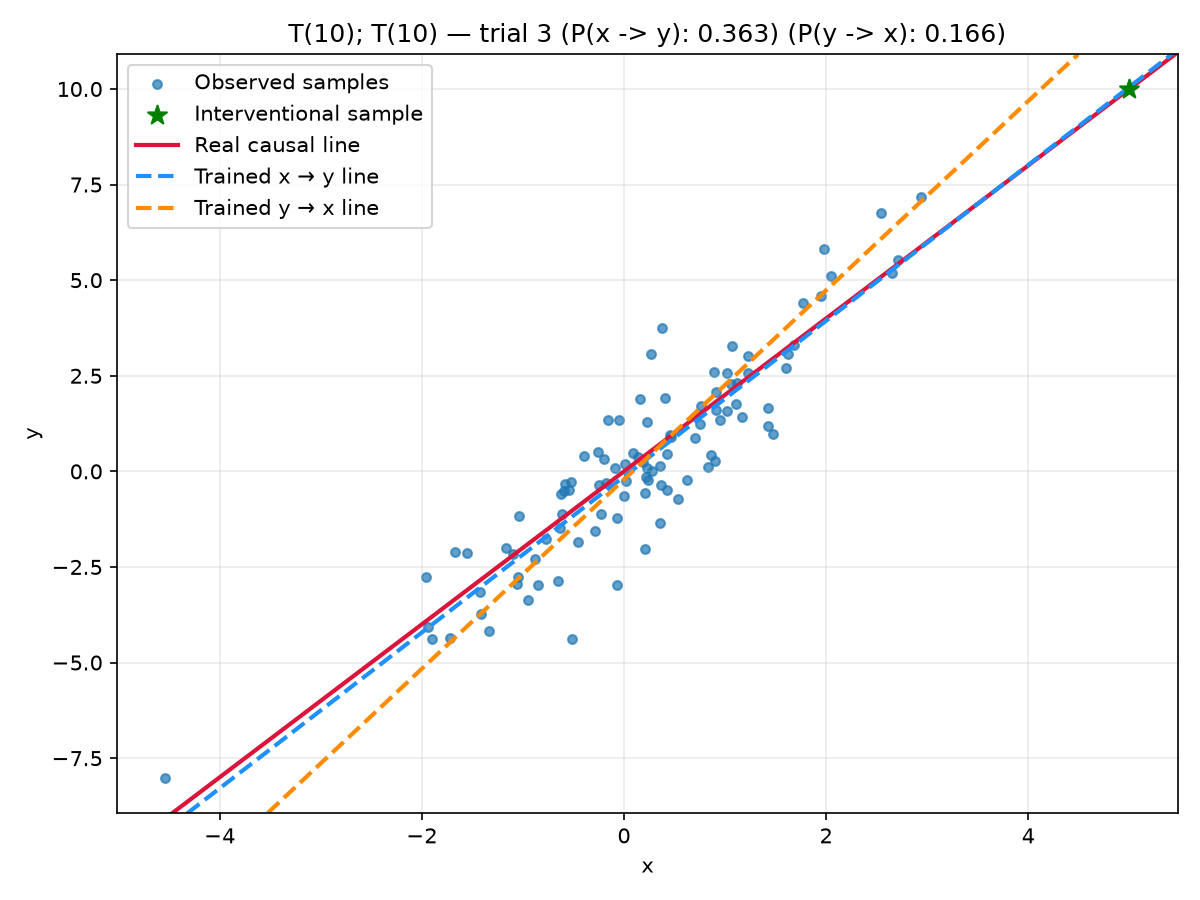 T(10); T(10) — trial 3 (P(x -> y): 0.363) (P(y -> x): 0.166)
Observed samples
Interventional sample
Real causal line
Trained x → y line
Trained y → x line
10.0
7.5
5.0
2.5
0.0
−2.5
−5.0
−7.5
y
−4
−2
0
2
4
x